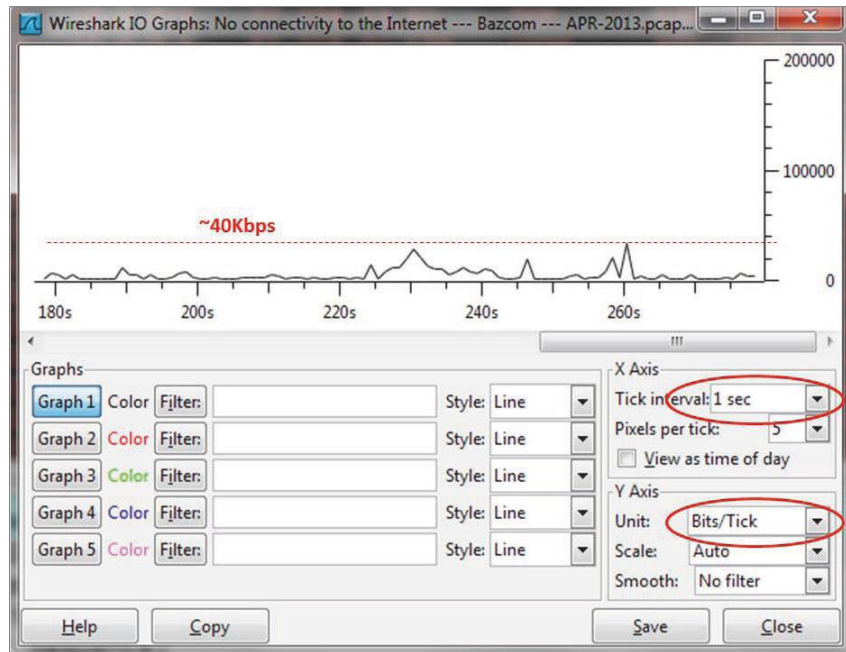 Wireshark IO Graphs: No connectivity to the Internet --- Bazcom --- APR-2013.pcap...
200000
100000
~40Kbps
0
180s 200s 220s 240s 260s
Graphs
Graph 1 Color Filter: Style: Line
Graph 2 Color Filter: Style: Line
Graph 3 Color Filter: Style: Line
Graph 4 Color Filter: Style: Line
Graph 5 Color Filter: Style: Line
X Axis
Tick interval: 1 sec
Pixels per tick: 5
View as time of day
Y Axis
Unit: Bits/Tick
Scale: Auto
Smooth: No filter
Help Copy Save Close